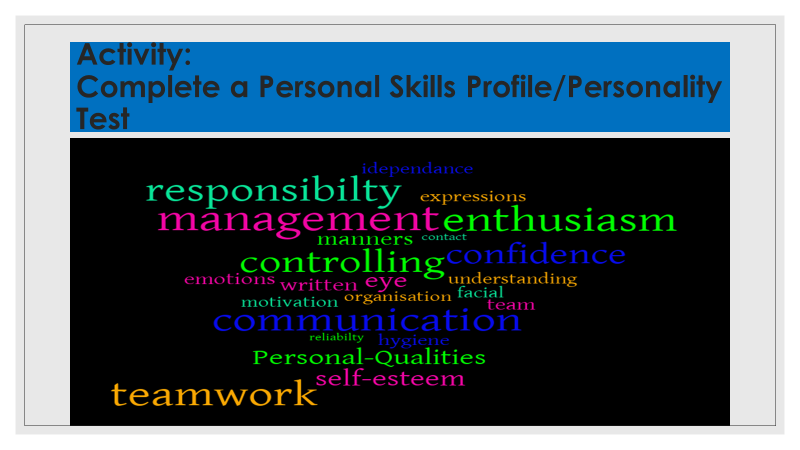 Activity:
Complete a Personal Skills Profile/Personality
Test
idependance
responsibilty expressions
management enthusiasm
manners contact
controlling confidence
emotions written eye understanding
motivation organisation facial
team
communication
reliabilty hygiene
Personal-Qualities
self-esteem
teamwork